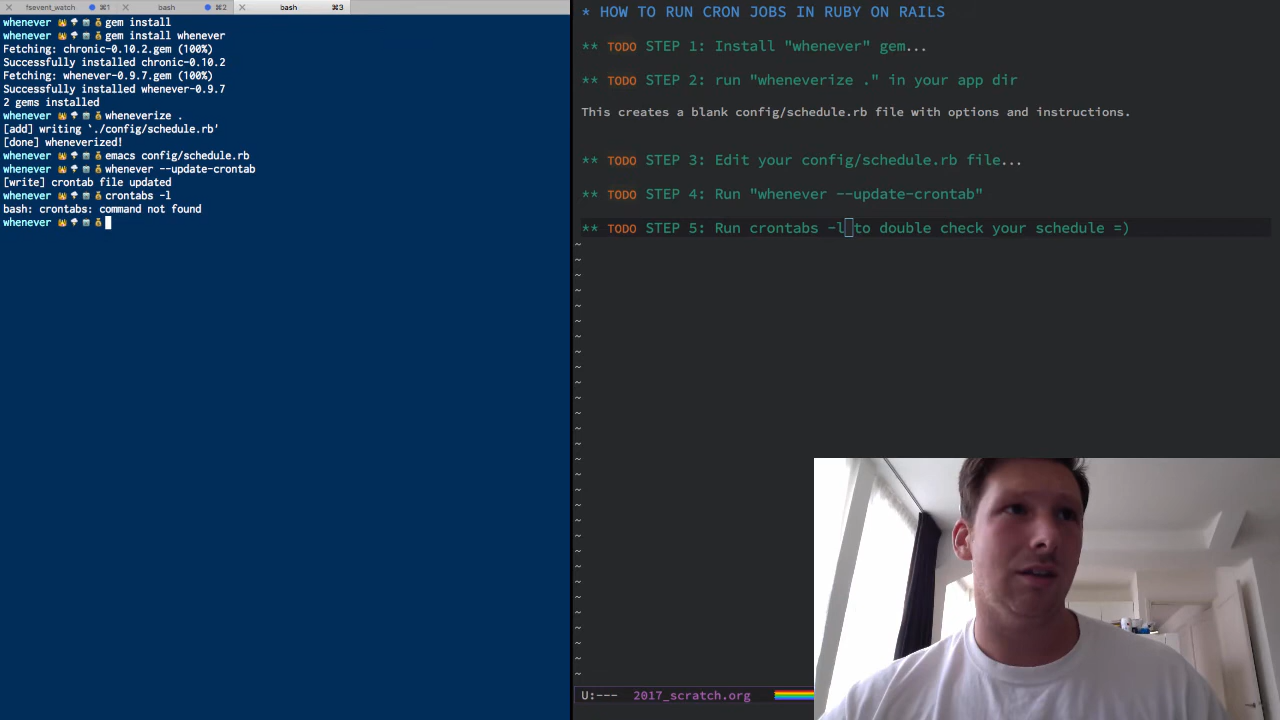 fsevent_watch ⌘1 bash ⌘2 bash ⌘3
whenever gem install
whenever gem install whenever
Fetching: chronic-0.10.2.gem (100%)
Successfully installed chronic-0.10.2
Fetching: whenever-0.9.7.gem (100%)
Successfully installed whenever-0.9.7
2 gems installed
whenever wheneverize .
[add] writing `./config/schedule.rb'
[done] wheneverized!
whenever emacs config/schedule.rb
whenever whenever --update-crontab
[write] crontab file updated
whenever crontabs -l
bash: crontabs: command not found
whenever
* HOW TO RUN CRON JOBS IN RUBY ON RAILS
** TODO STEP 1: Install "whenever" gem...
** TODO STEP 2: run "wheneverize ." in your app dir
This creates a blank config/schedule.rb file with options and instructions.
** TODO STEP 3: Edit your config/schedule.rb file...
** TODO STEP 4: Run "whenever --update-crontab"
** TODO STEP 5: Run crontabs -l to double check your schedule =)
U:--- 2017_scratch.org